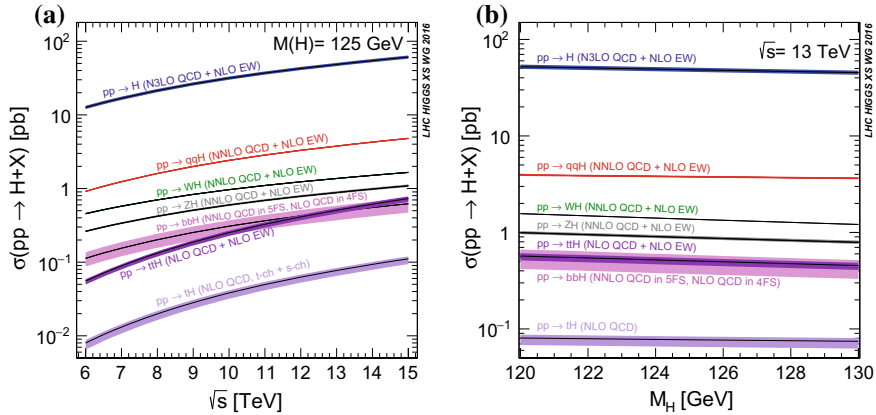 (a)
M(H)= 125 GeV
LHC HIGGS XS WG 2016
σ(pp → H+X) [pb]
10²
10
1
10⁻¹
10⁻²
pp → H (N3LO QCD + NLO EW)
pp → qqH (NNLO QCD + NLO EW)
pp → WH (NNLO QCD + NLO EW)
pp → ZH (NNLO QCD + NLO EW)
pp → bbH (NNLO QCD in 5FS, NLO QCD in 4FS)
pp → ttH (NLO QCD + NLO EW)
pp → tH (NLO QCD, t-ch + s-ch)
6 7 8 9 10 11 12 13 14 15
√s [TeV]
(b)
√s= 13 TeV
LHC HIGGS XS WG 2016
σ(pp → H+X) [pb]
10²
10
1
10⁻¹
pp → H (N3LO QCD + NLO EW)
pp → qqH (NNLO QCD + NLO EW)
pp → WH (NNLO QCD + NLO EW)
pp → ZH (NNLO QCD + NLO EW)
pp → ttH (NLO QCD + NLO EW)
pp → bbH (NNLO QCD in 5FS, NLO QCD in 4FS)
pp → tH (NLO QCD)
120 122 124 126 128 130
M_H [GeV]